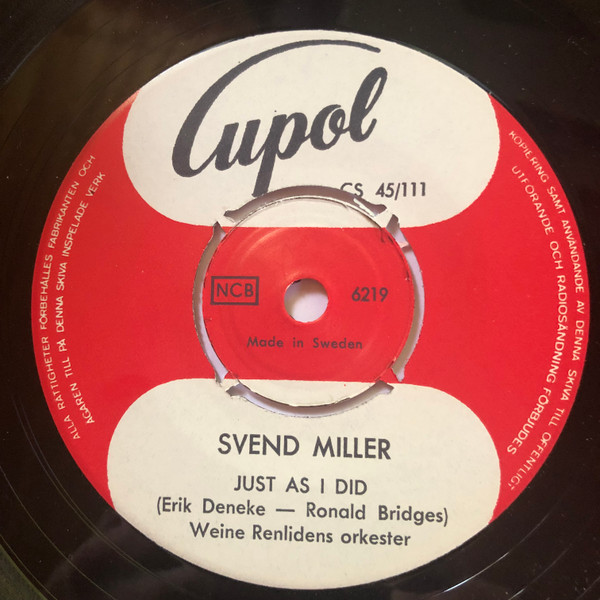 Cupol
CS 45/111
NCB
6219
Made in Sweden
SVEND MILLER
JUST AS I DID
(Erik Deneke — Ronald Bridges)
Weine Renlidens orkester
ALLA RÄTTIGHETER FÖRBEHÅLLES FABRIKANTEN OCH
ÄGAREN TILL PÅ DENNA SKIVA INSPELADE VERK
KOPIERING SAMT ANVÄNDANDE AV DENNA SKIVA TILL OFFENTLIGT
UTFÖRANDE OCH RADIOSÄNDNING FÖRBJUDES